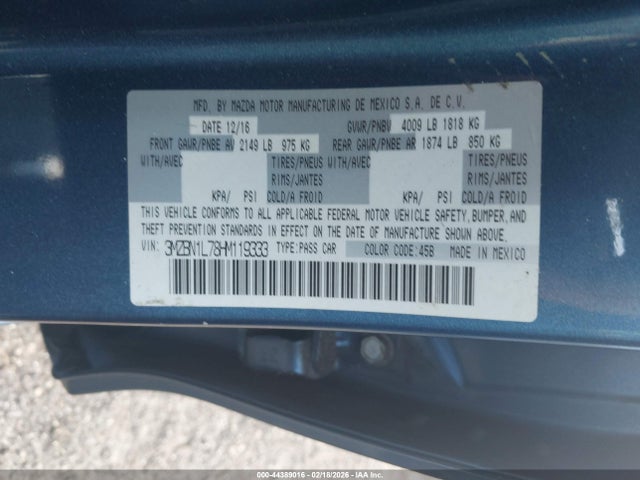 MFD. BY MAZDA MOTOR MANUFACTURING DE MEXICO S.A. DE C.V.
DATE 12/16 GVWR/PNBV 4009 LB 1818 KG
FRONT GAWR/PNBE AV 2149 LB 975 KG REAR GAWR/PNBE AR 1874 LB 850 KG
WITH/AVEC TIRES/PNEUS WITH/AVEC TIRES/PNEUS
RIMS/JANTES RIMS/JANTES
KPA/ PSI COLD/A FROID KPA/ PSI COLD/A FROID
THIS VEHICLE CONFORMS TO ALL APPLICABLE FEDERAL MOTOR VEHICLE SAFETY, BUMPER, AND
THEFT PREVENTION STANDARDS IN EFFECT ON THE DATE OF MANUFACTURE SHOWN ABOVE.
VIN: 3MZBN1L78HM119333 TYPE:PASS CAR COLOR CODE:45B MADE IN MEXICO
000-44389016 - 02/18/2026 - IAAI.COM